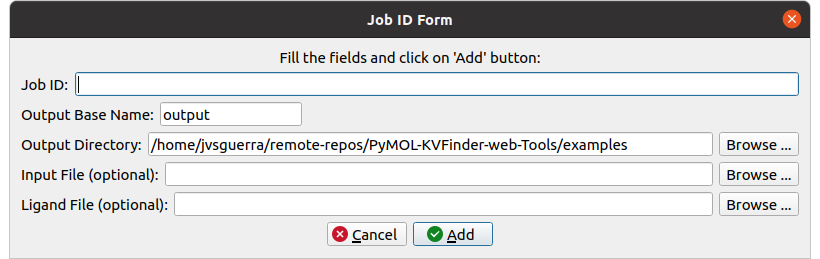 Job ID Form
Fill the fields and click on 'Add' button:
Job ID:
Output Base Name: output
Output Directory: /home/jvsguerra/remote-repos/PyMOL-KVFinder-web-Tools/examples Browse ...
Input File (optional): Browse ...
Ligand File (optional): Browse ...
Cancel Add